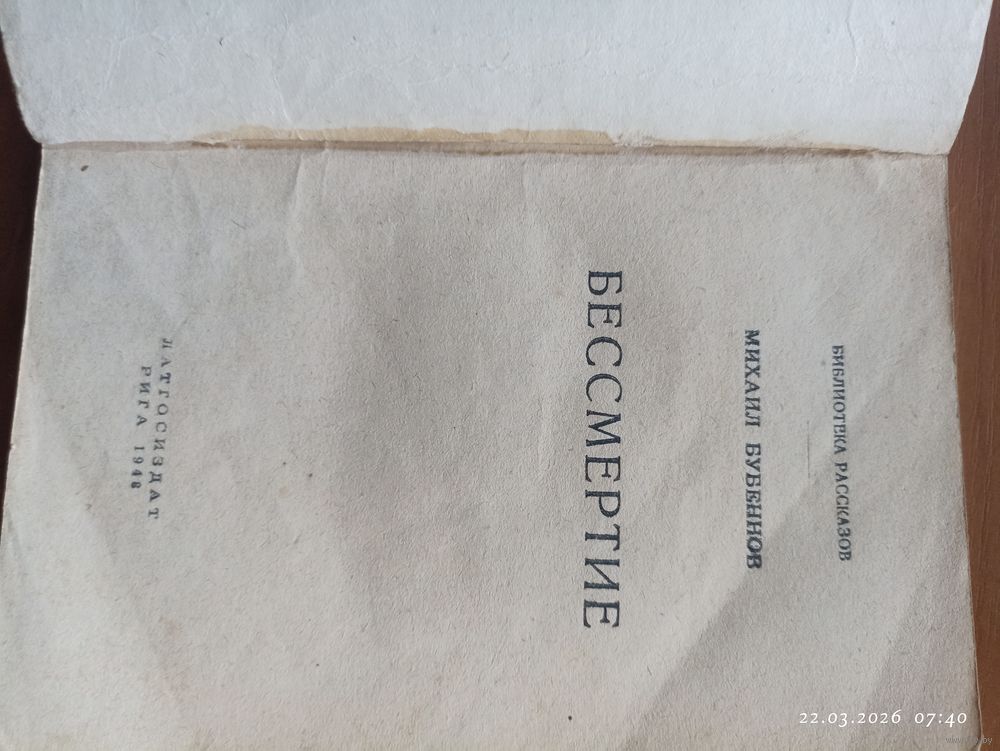 БИБЛИОТЕКА РАССКАЗОВ
МИХАИЛ БУБЕННОВ
БЕССМЕРТИЕ
ЛАТГОСИЗДАТ
РИГА 1948
22.03.2026 07:40